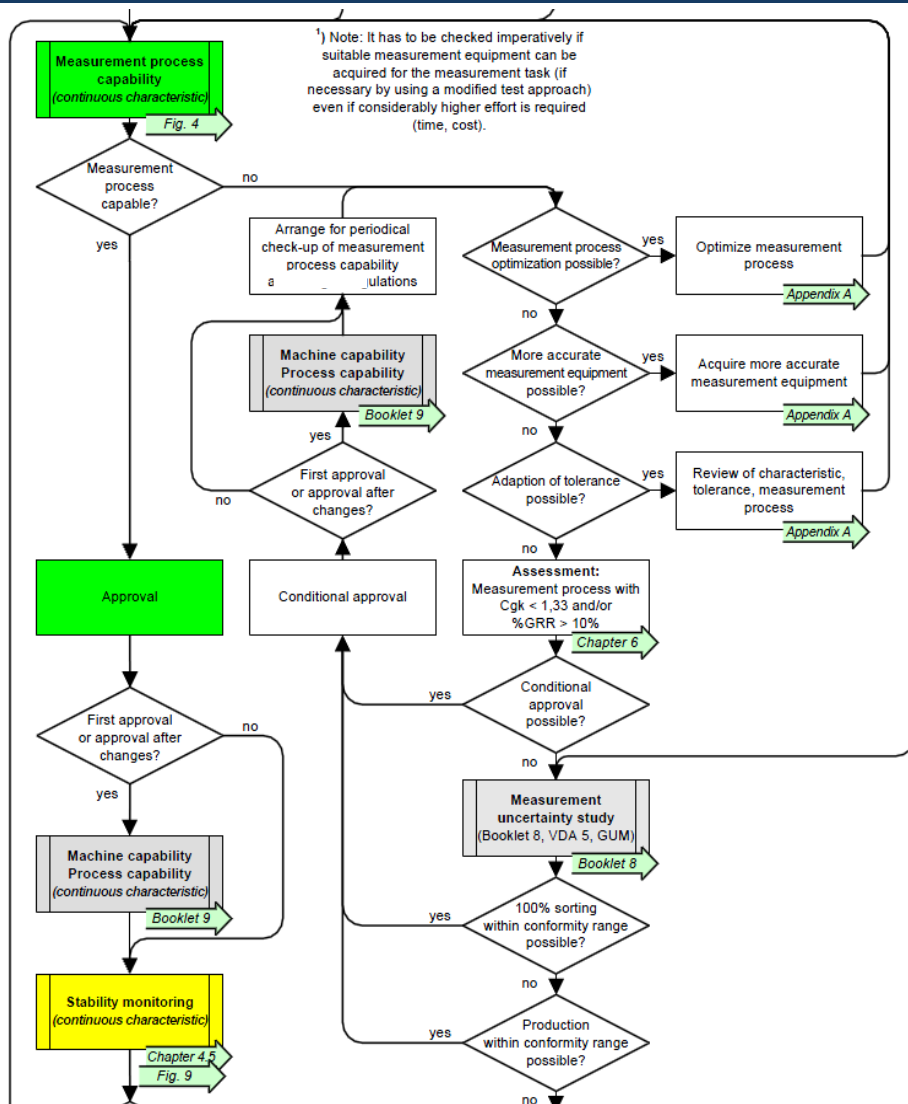 ¹) Note: It has to be checked imperatively if
suitable measurement equipment can be
acquired for the measurement task (if
necessary by using a modified test approach)
even if considerably higher effort is required
(time, cost).
Measurement process
capability
(continuous characteristic)
Fig. 4
Measurement
process
capable?
no
yes
Arrange for periodical
check-up of measurement
process capability
Measurement process
optimization possible?
yes
Optimize measurement
process
Appendix A
no
Machine capability
Process capability
(continuous characteristic)
Booklet 9
More accurate
measurement equipment
possible?
yes
Acquire more accurate
measurement equipment
Appendix A
no
yes
First approval
or approval after
changes?
no
Adaption of tolerance
possible?
yes
Review of characteristic,
tolerance, measurement
process
Appendix A
no
Approval
Conditional approval
Assessment:
Measurement process with
Cgk < 1,33 and/or
%GRR > 10%
Chapter 6
Conditional
approval
possible?
yes
no
First approval
or approval after
changes?
no
yes
Measurement
uncertainty study
(Booklet 8, VDA 5, GUM)
Booklet 8
Machine capability
Process capability
(continuous characteristic)
Booklet 9
100% sorting
within conformity range
possible?
yes
no
Stability monitoring
(continuous characteristic)
Chapter 4.5
Fig. 9
Production
within conformity range
possible?
yes
no